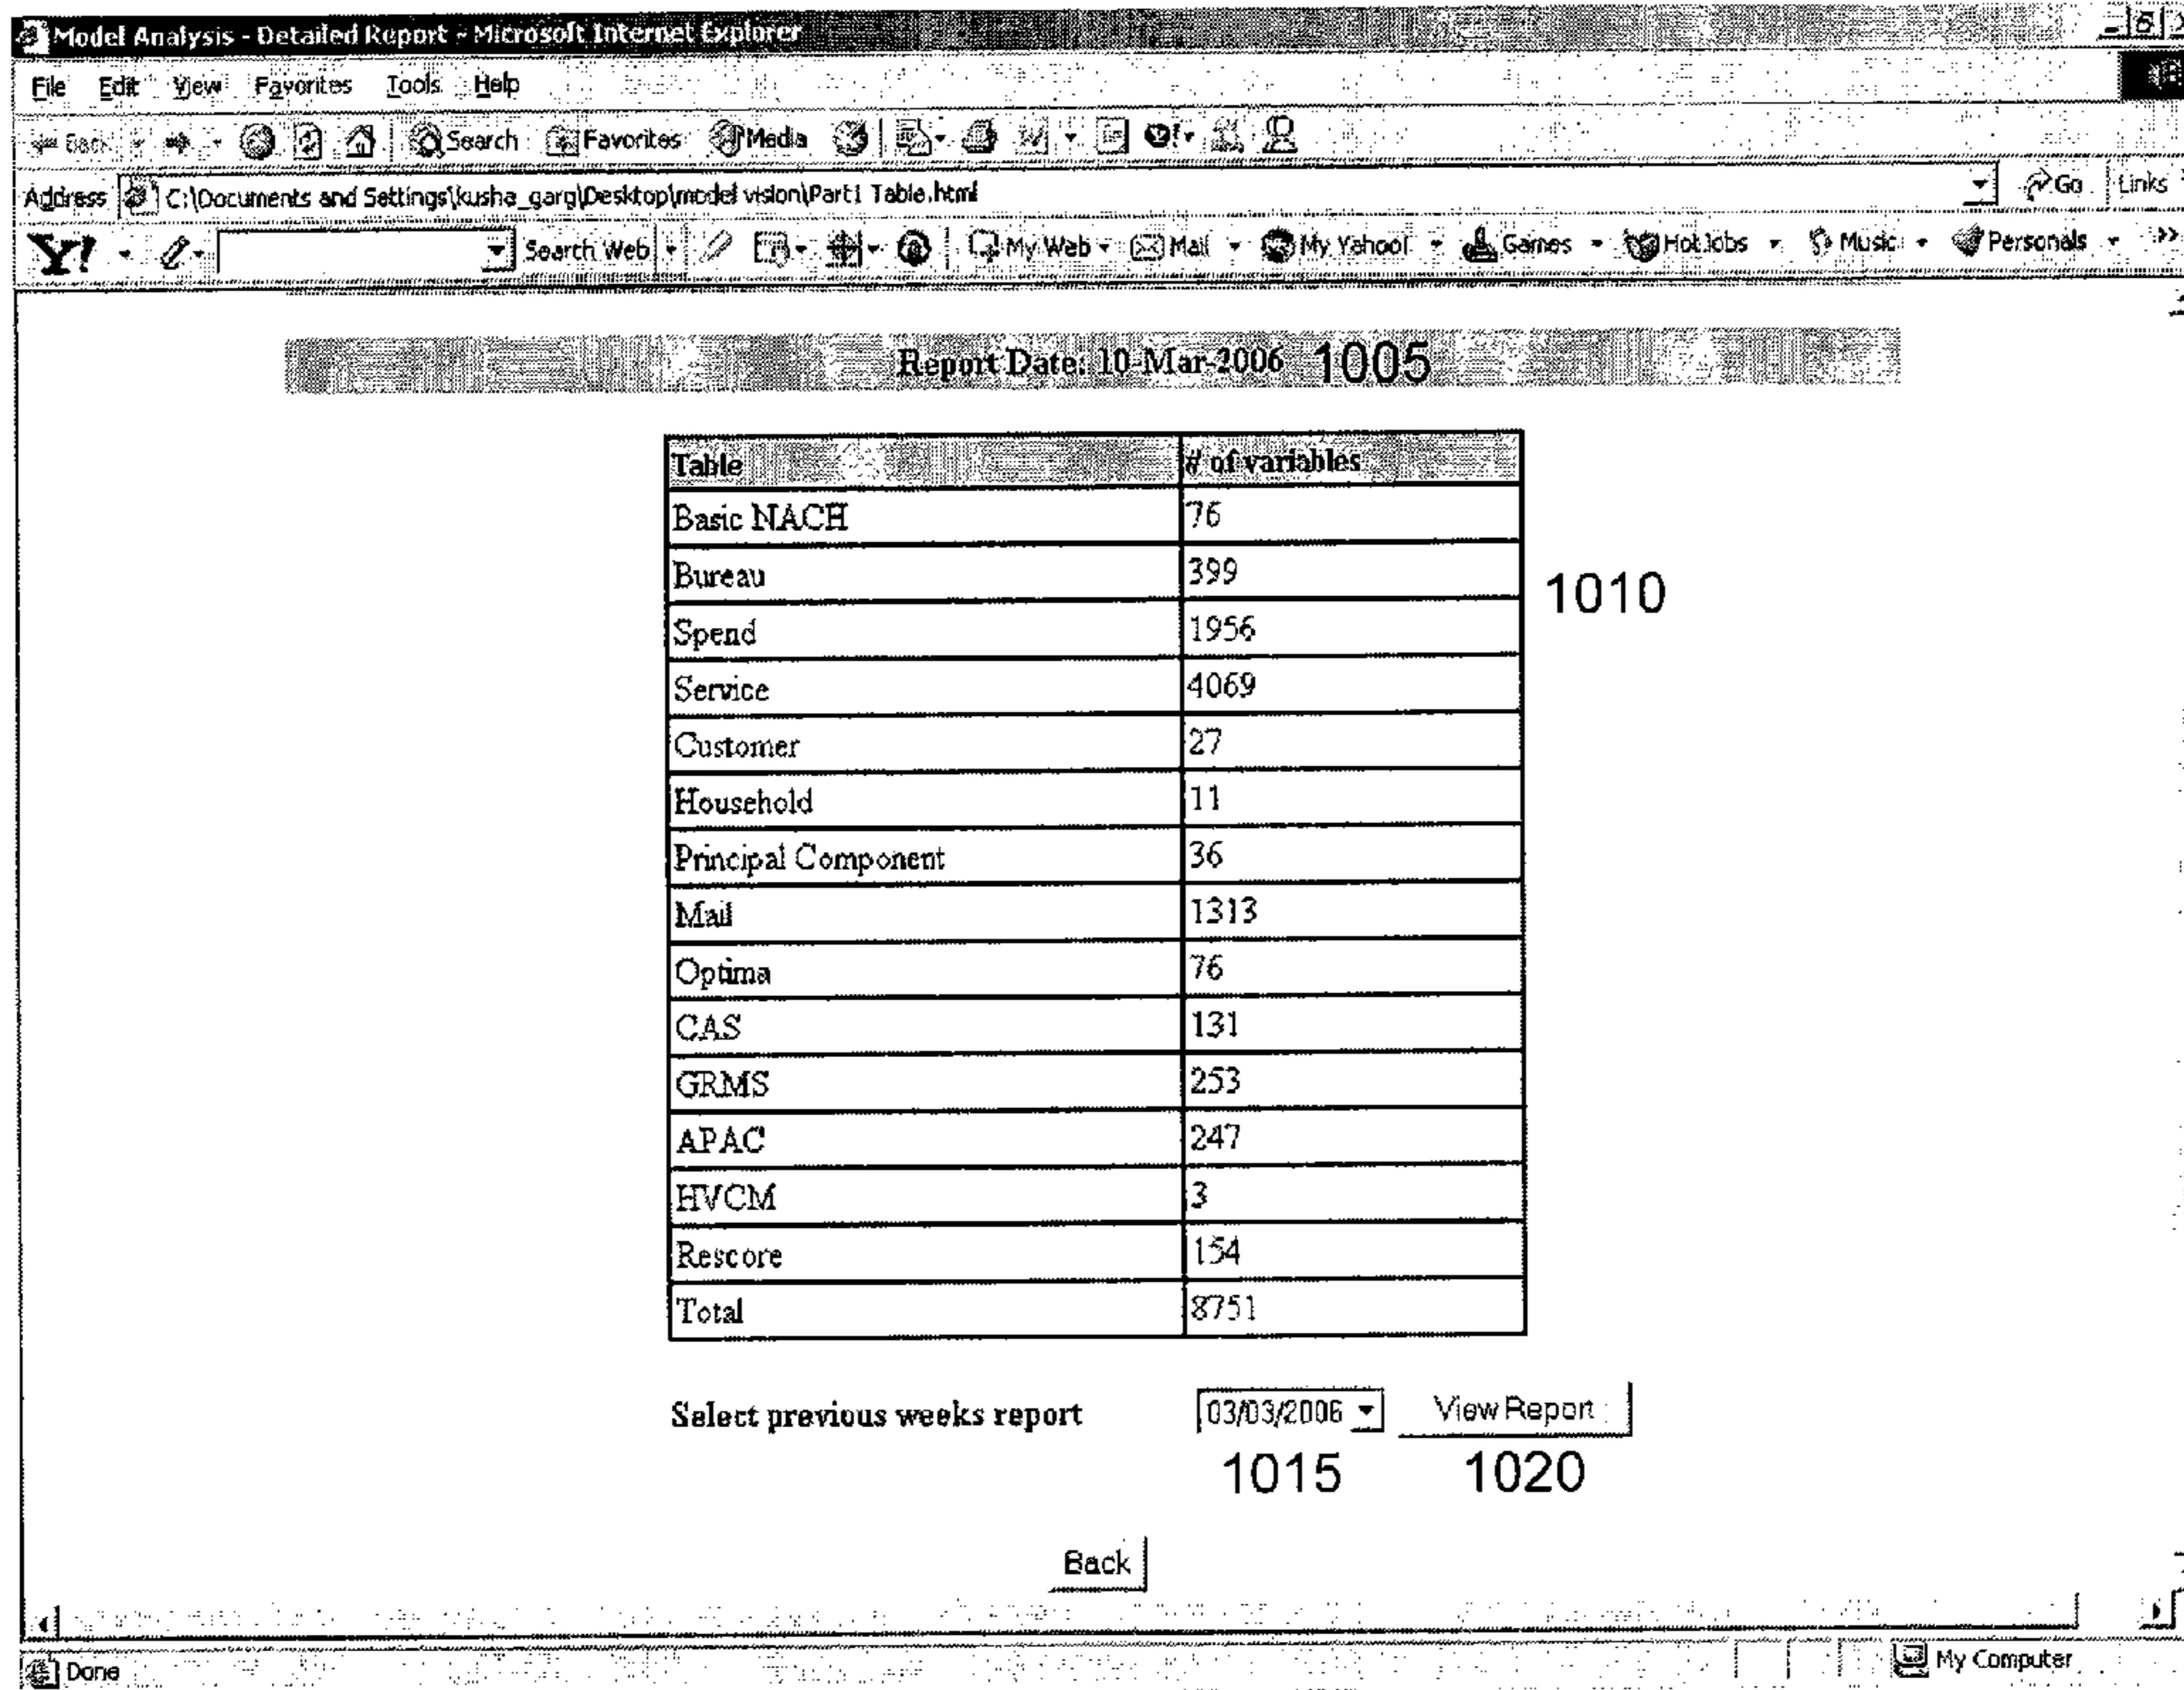 Model Analysis - Detailed Report - Microsoft Internet Explorer
File Edit View Favorites Tools Help
Back Search Favorites Media
Address C:\Documents and Settings\kusha_garg\Desktop\model vision\Part1 Table.html Go Links
Y! Search Web My Web Mail My Yahoo! Games HotJobs Music Personals >>
Report Date: 10-Mar-2006 1005
Table # of variables
Basic NACH 76
Bureau 399
1010
Spend 1956
Service 4069
Customer 27
Household 11
Principal Component 36
Mail 1313
Optima 76
CAS 131
GRMS 253
APAC 247
HVCM 3
Rescore 154
Total 8751
Select previous weeks report 03/03/2006 View Report
1015 1020
Back
Done My Computer